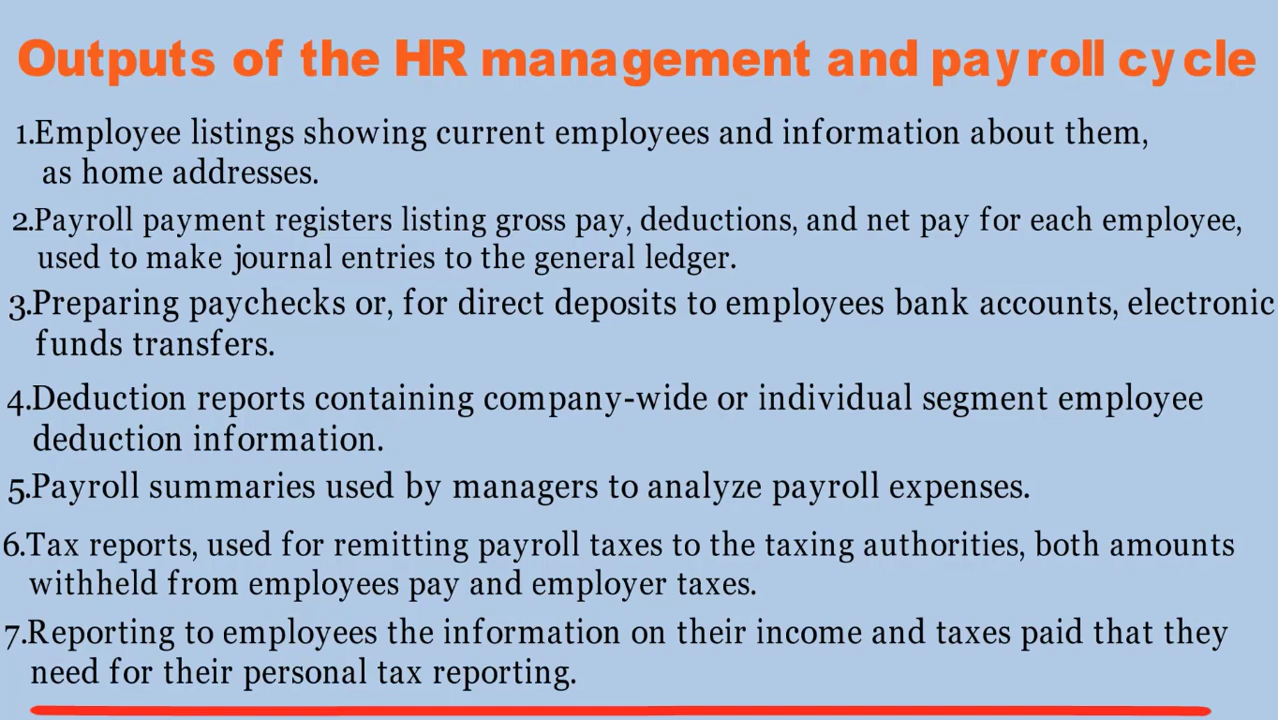 Outputs of the HR management and payroll cycle
1.Employee listings showing current employees and information about them,
as home addresses.
2.Payroll payment registers listing gross pay, deductions, and net pay for each employee,
used to make journal entries to the general ledger.
3.Preparing paychecks or, for direct deposits to employees bank accounts, electronic
funds transfers.
4.Deduction reports containing company-wide or individual segment employee
deduction information.
5.Payroll summaries used by managers to analyze payroll expenses.
6.Tax reports, used for remitting payroll taxes to the taxing authorities, both amounts
withheld from employees pay and employer taxes.
7.Reporting to employees the information on their income and taxes paid that they
need for their personal tax reporting.